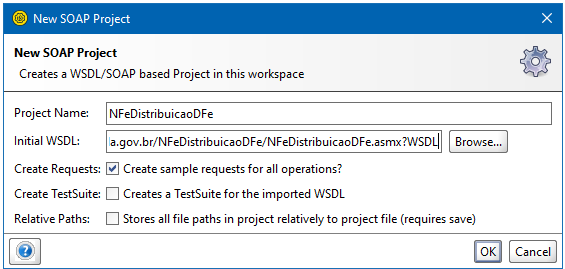 New SOAP Project
New SOAP Project
Creates a WSDL/SOAP based Project in this workspace
Project Name: NFeDistribuicaoDFe
Initial WSDL: a.gov.br/NFeDistribuicaoDFe/NFeDistribuicaoDFe.asmx?WSDL Browse...
Create Requests: Create sample requests for all operations?
Create TestSuite: Creates a TestSuite for the imported WSDL
Relative Paths: Stores all file paths in project relatively to project file (requires save)
? OK Cancel